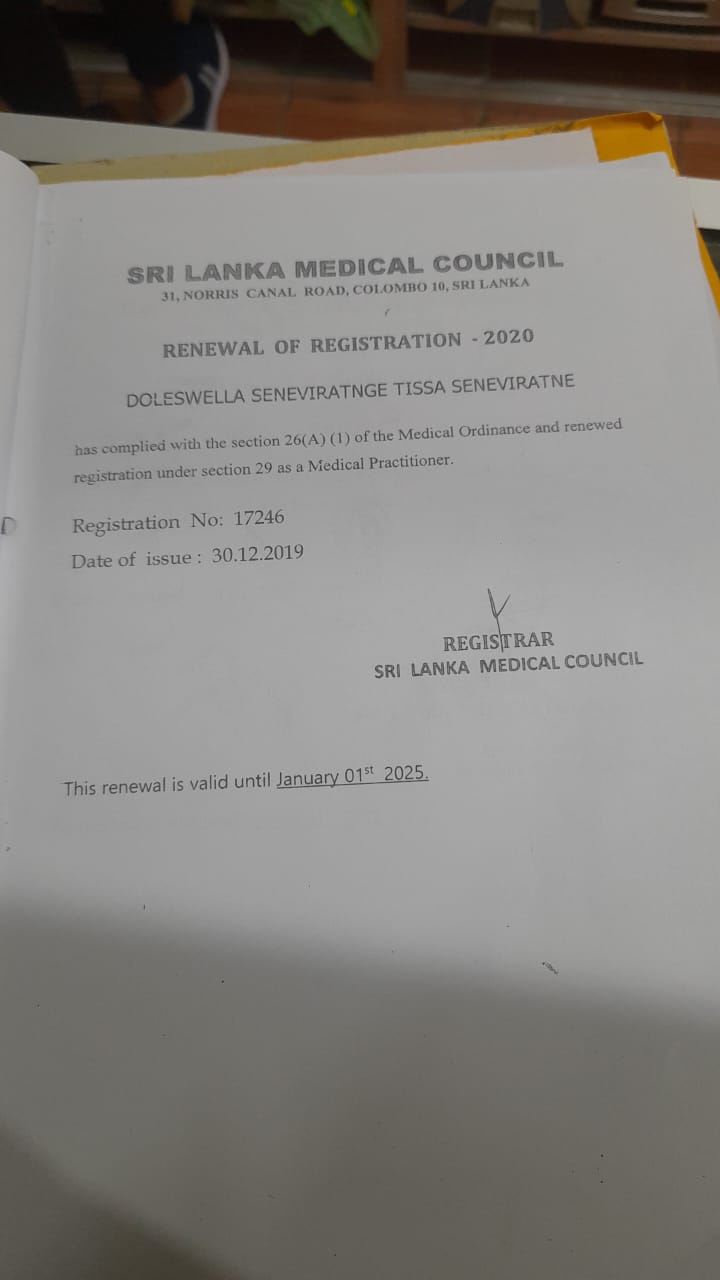 SRI LANKA MEDICAL COUNCIL
31, NORRIS CANAL ROAD, COLOMBO 10, SRI LANKA
RENEWAL OF REGISTRATION - 2020
DOLESWELLA SENEVIRATNGE TISSA SENEVIRATNE
has complied with the section 26(A) (1) of the Medical Ordinance and renewed
registration under section 29 as a Medical Practitioner.
D
Registration No: 17246
Date of issue : 30.12.2019
REGISTRAR
SRI LANKA MEDICAL COUNCIL
This renewal is valid until January 01st 2025.